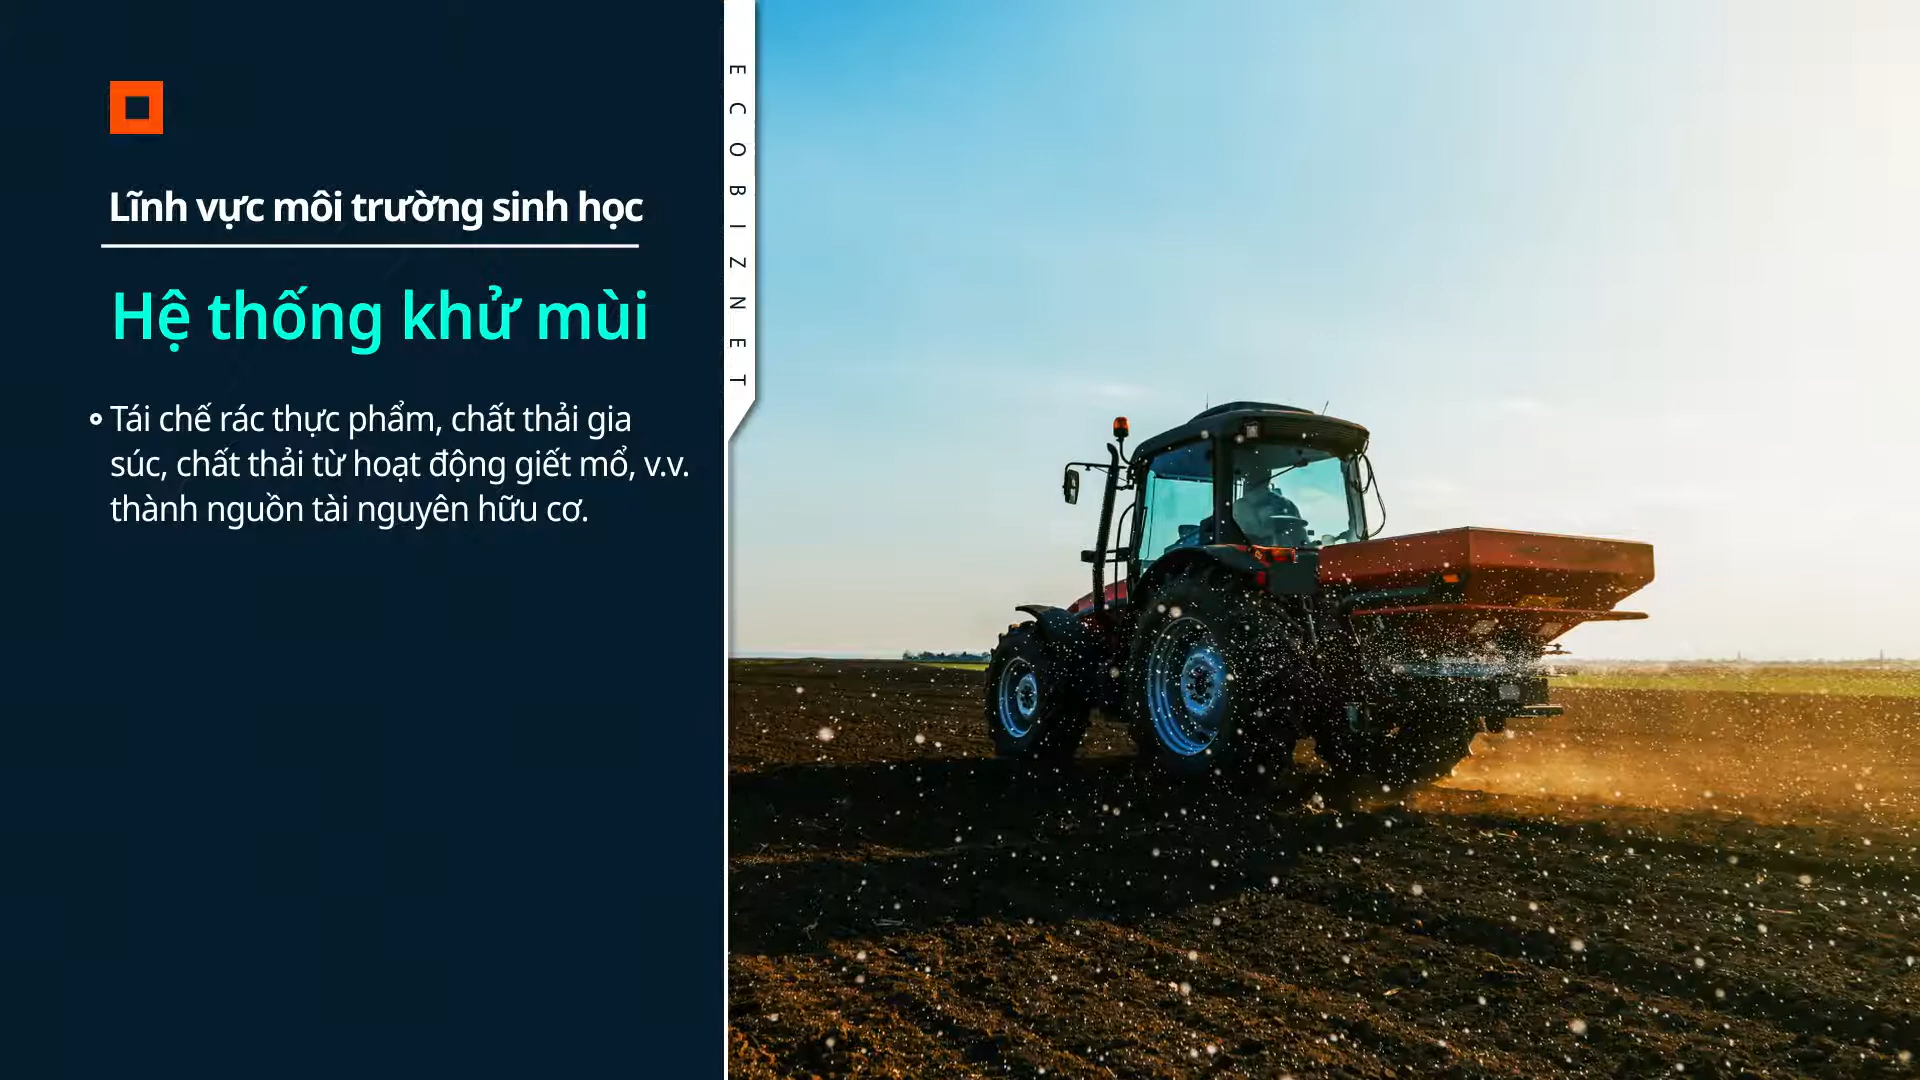 Lĩnh vực môi trường sinh học
Hệ thống khử mùi
Tái chế rác thực phẩm, chất thải gia
súc, chất thải từ hoạt động giết mổ, v.v.
thành nguồn tài nguyên hữu cơ.
ECOBIZNET